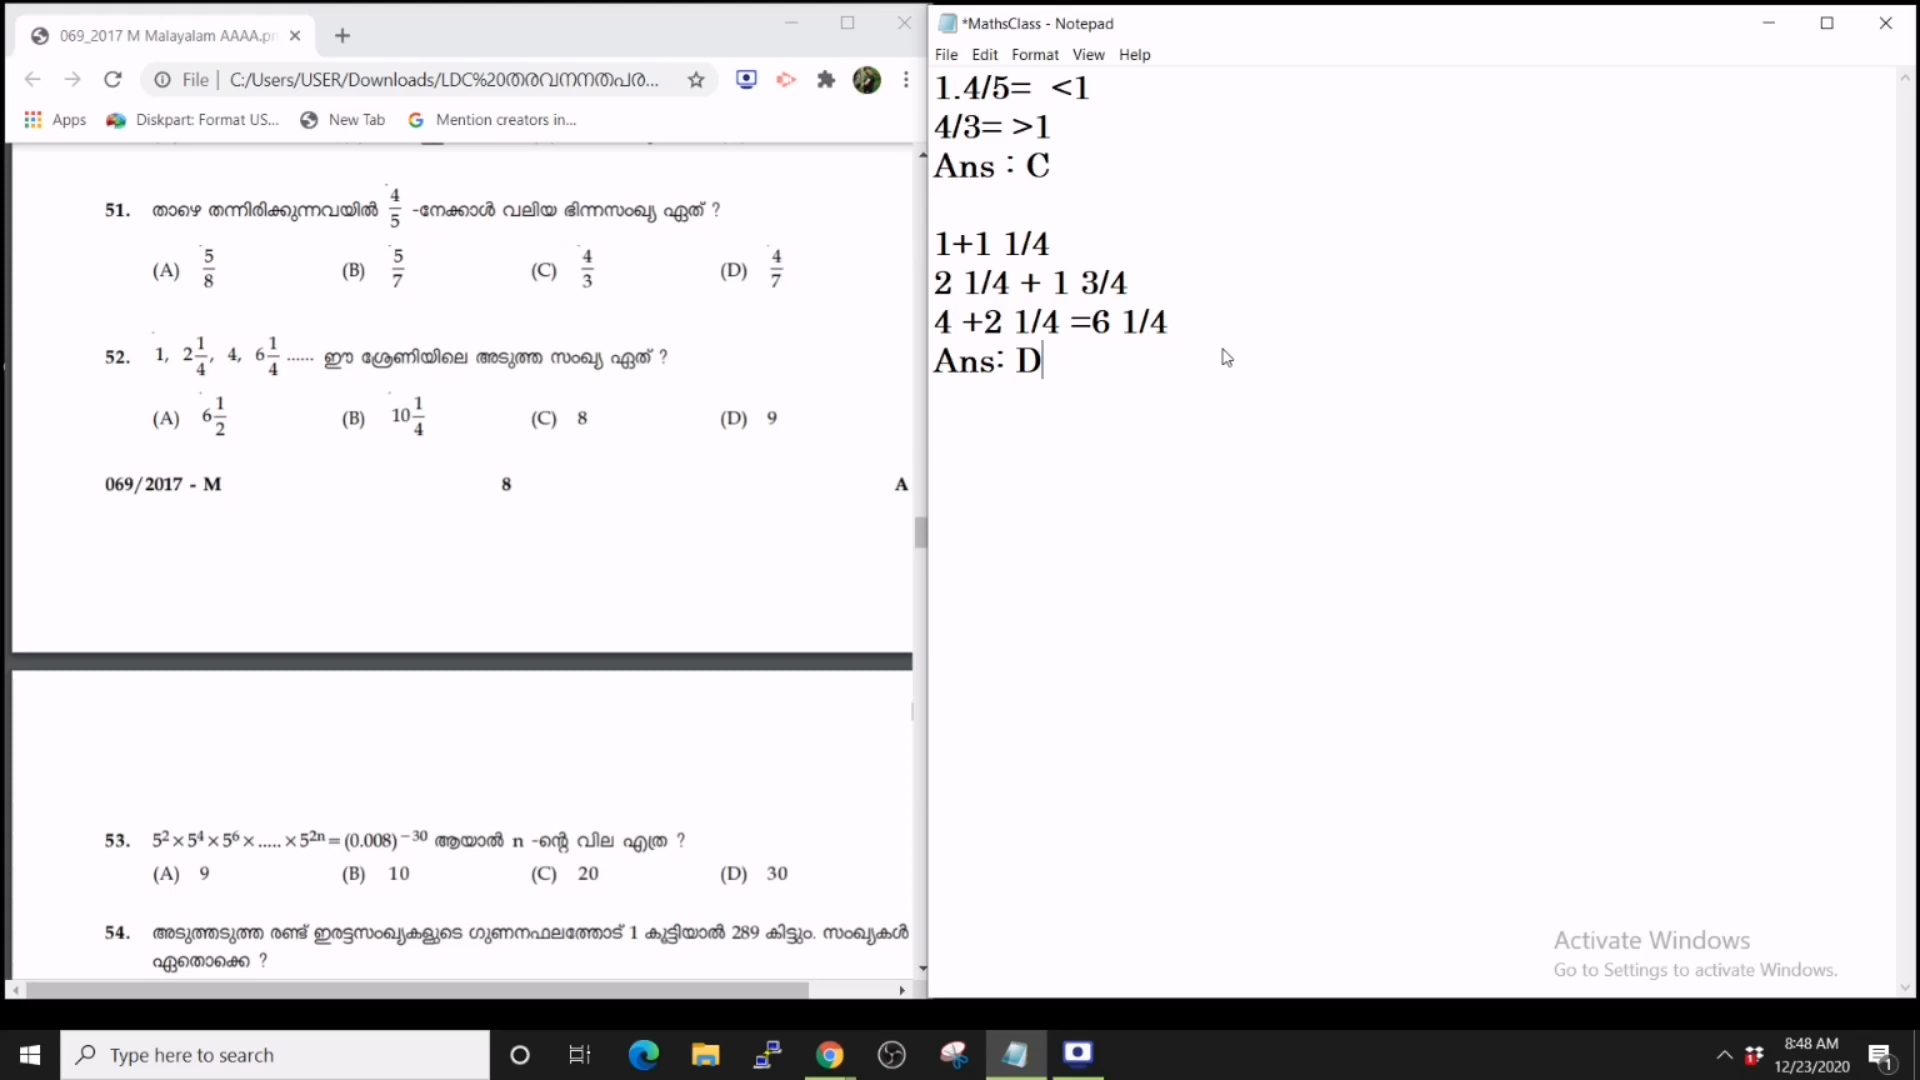 069_2017 M Malayalam AAAA.pn
File | C:/Users/USER/Downloads/LDC%20തരവനനതപര...
Apps Diskpart: Format US... New Tab Mention creators in...
51. താഴെ തന്നിരിക്കുന്നവയിൽ 4/5 -നേക്കാൾ വലിയ ഭിന്നസംഖ്യ ഏത് ?
(A) 5/8 (B) 5/7 (C) 4/3 (D) 4/7
52. 1, 2 1/4, 4, 6 1/4 ...... ഈ ശ്രേണിയിലെ അടുത്ത സംഖ്യ ഏത് ?
(A) 6 1/2 (B) 10 1/4 (C) 8 (D) 9
069/2017 - M 8 A
53. 5² × 5⁴ × 5⁶ × ..... × 5²ⁿ = (0.008)⁻³⁰ ആയാൽ n -ന്റെ വില എത്ര ?
(A) 9 (B) 10 (C) 20 (D) 30
54. അടുത്തടുത്ത രണ്ട് ഇരട്ടസംഖ്യകളുടെ ഗുണനഫലത്തോട് 1 കൂട്ടിയാൽ 289 കിട്ടും. സംഖ്യകൾ
ഏതൊക്കെ ?
*MathsClass - Notepad
File Edit Format View Help
1.4/5= <1
4/3= >1
Ans : C
1+1 1/4
2 1/4 + 1 3/4
4 +2 1/4 =6 1/4
Ans: D
Activate Windows
Go to Settings to activate Windows.
Type here to search
8:48 AM
12/23/2020
1